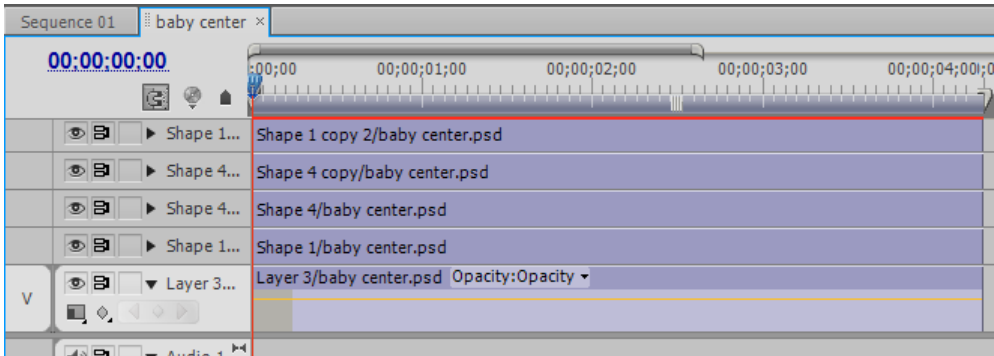 Sequence 01 baby center ×
00;00;00;00
;00;00 00;00;01;00 00;00;02;00 00;00;03;00 00;00;04;00
Shape 1... Shape 1 copy 2/baby center.psd
Shape 4... Shape 4 copy/baby center.psd
Shape 4... Shape 4/baby center.psd
Shape 1... Shape 1/baby center.psd
V Layer 3... Layer 3/baby center.psd Opacity:Opacity
Audio 1